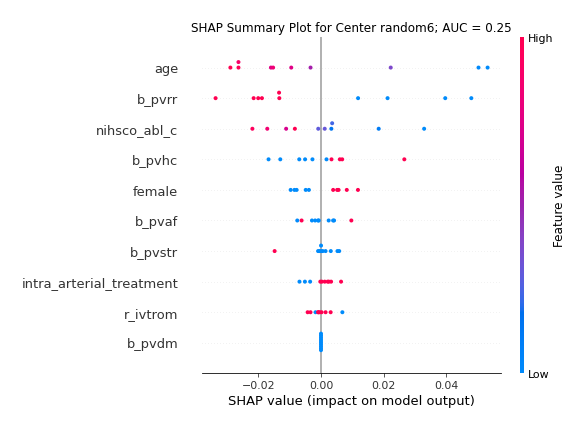 SHAP Summary Plot for Center random6; AUC = 0.25
High
age
b_pvrr
nihsco_abl_c
b_pvhc
female
b_pvaf
b_pvstr
intra_arterial_treatment
r_ivtrom
b_pvdm
Feature value
Low
−0.02 0.00 0.02 0.04
SHAP value (impact on model output)